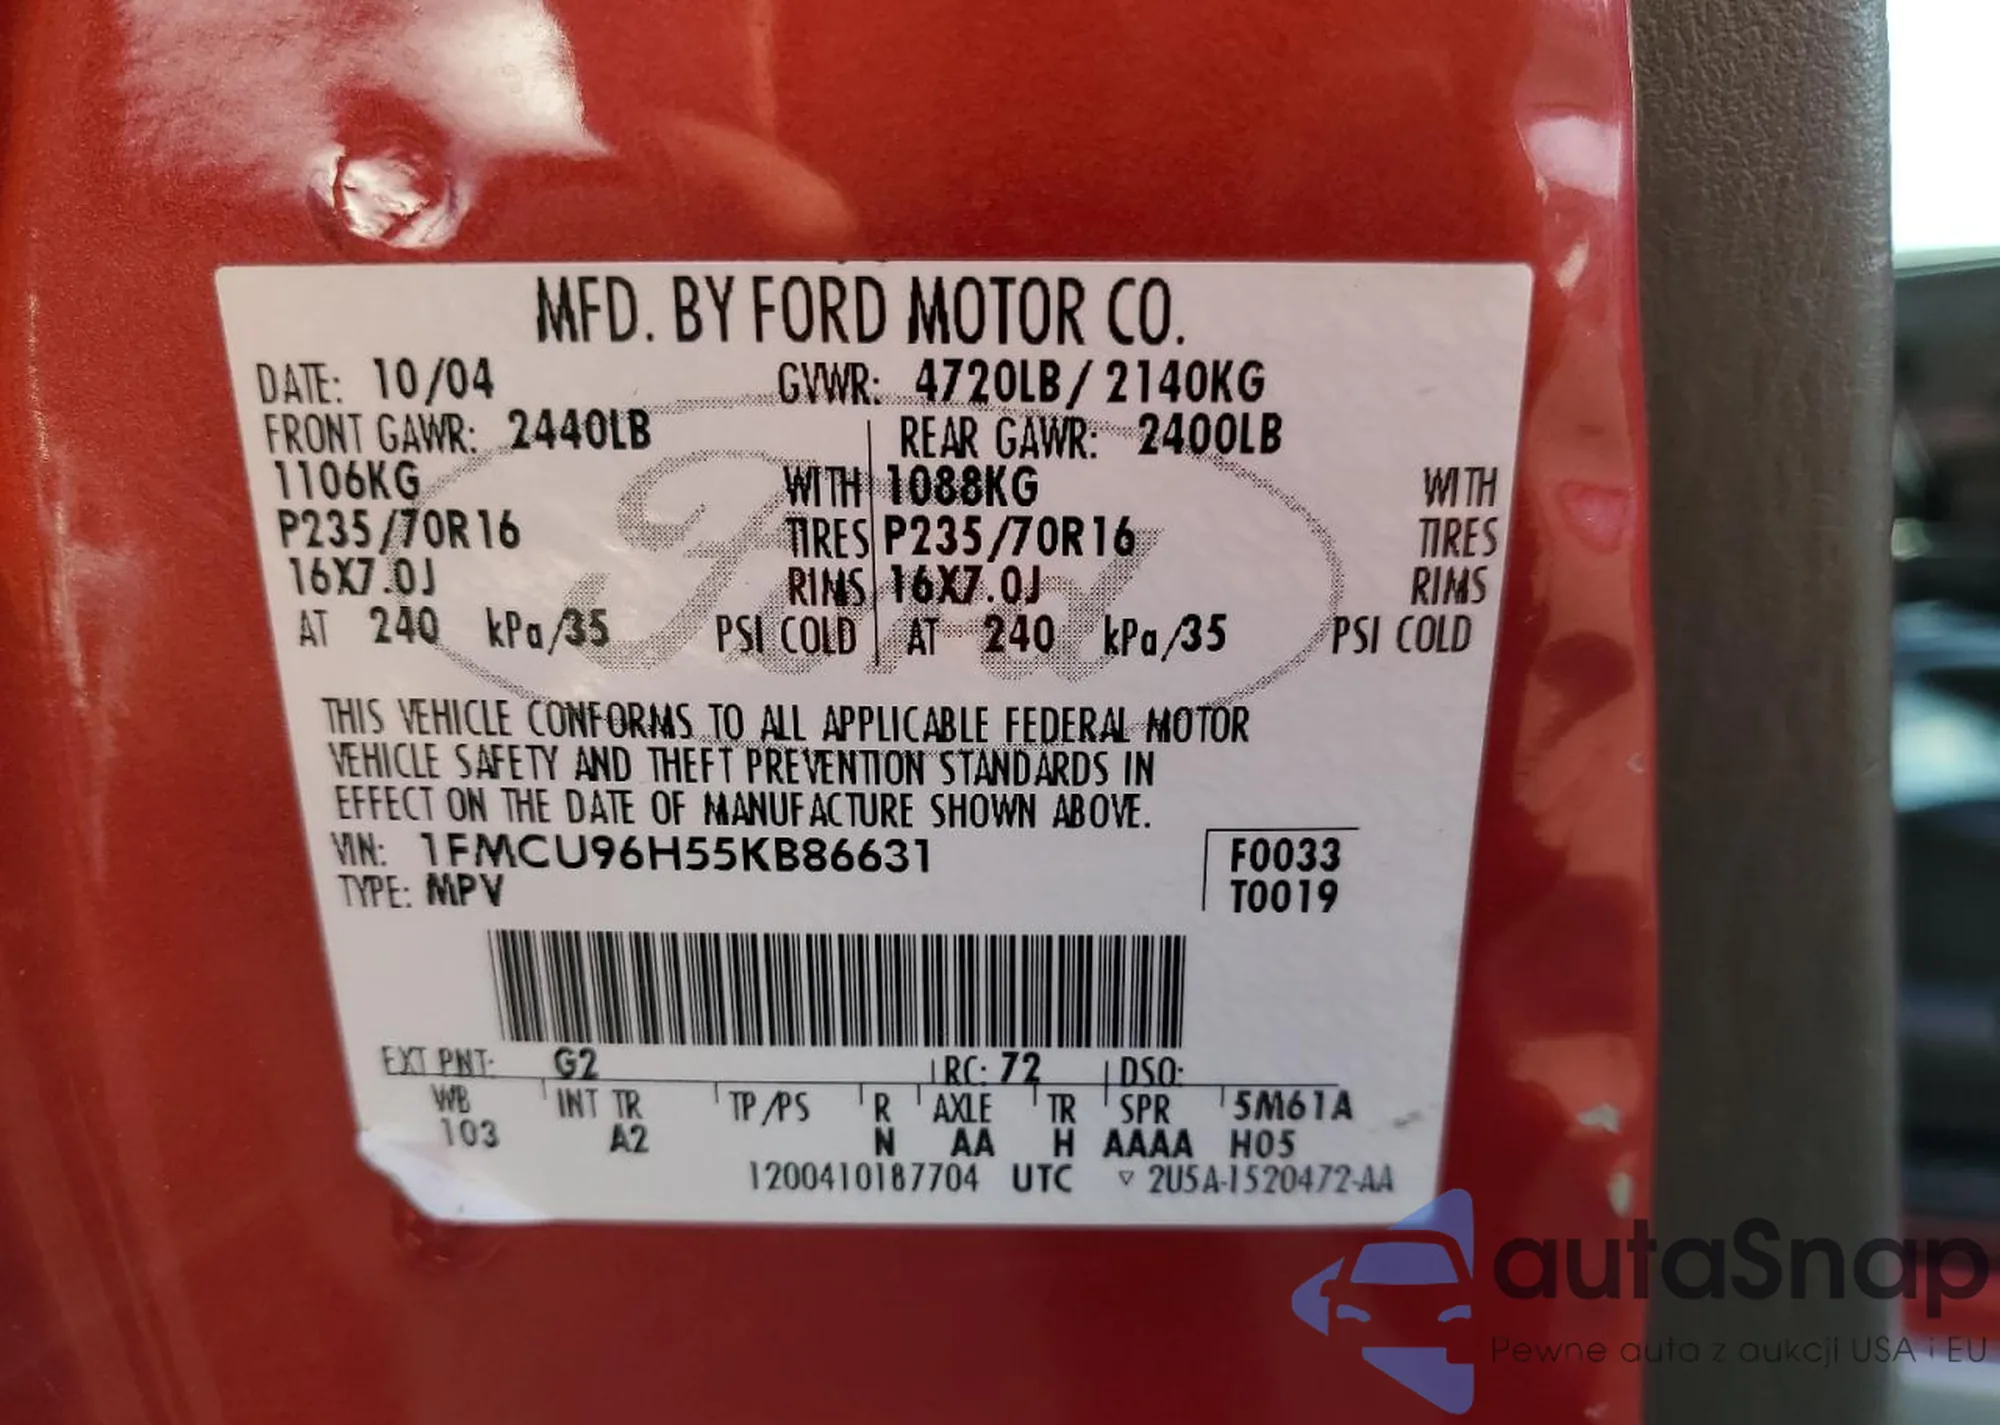 MFD. BY FORD MOTOR CO.
DATE: 10/04 GVWR: 4720LB / 2140KG
FRONT GAWR: 2440LB REAR GAWR: 2400LB
1106KG WITH 1088KG WITH
P235/70R16 TIRES P235/70R16 TIRES
16X7.0J RIMS 16X7.0J RIMS
AT 240 kPa/35 PSI COLD AT 240 kPa/35 PSI COLD
Ford
THIS VEHICLE CONFORMS TO ALL APPLICABLE FEDERAL MOTOR
VEHICLE SAFETY AND THEFT PREVENTION STANDARDS IN
EFFECT ON THE DATE OF MANUFACTURE SHOWN ABOVE.
VIN: 1FMCU96H55KB86631 F0033
TYPE: MPV T0019
EXT PNT: G2 RC: 72 DSO:
WB INT TR TP/PS R AXLE TR SPR 5M61A
103 A2 N AA H AAAA H05
1200410187704 UTC ▽ 2U5A-1520472-AA
autaSnap
Pewne auta z aukcji USA i EU